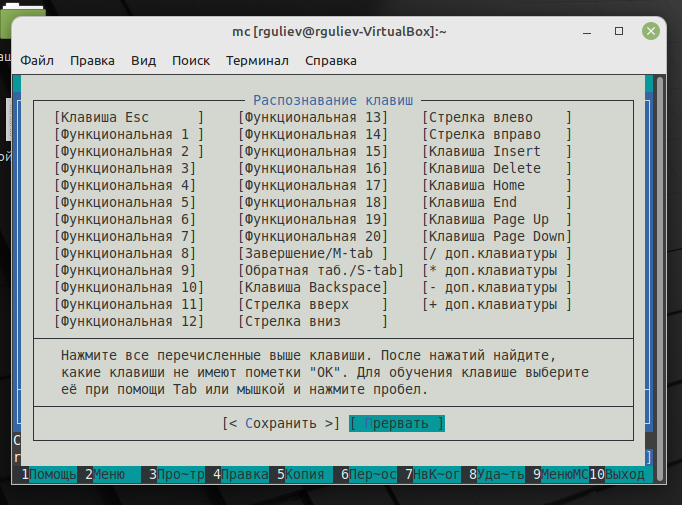 mc [rguliev@rguliev-VirtualBox]:~
Файл Правка Вид Поиск Терминал Справка
Распознавание клавиш
[Клавиша Esc      ] [Функциональная 13] [Стрелка влево    ]
[Функциональная 1 ] [Функциональная 14] [Стрелка вправо   ]
[Функциональная 2 ] [Функциональная 15] [Клавиша Insert   ]
[Функциональная 3] [Функциональная 16] [Клавиша Delete   ]
[Функциональная 4] [Функциональная 17] [Клавиша Home     ]
[Функциональная 5] [Функциональная 18] [Клавиша End      ]
[Функциональная 6] [Функциональная 19] [Клавиша Page Up  ]
[Функциональная 7] [Функциональная 20] [Клавиша Page Down]
[Функциональная 8] [Завершение/M-tab ] [/ доп.клавиатуры ]
[Функциональная 9] [Обратная таб./S-tab] [* доп.клавиатуры ]
[Функциональная 10] [Клавиша Backspace] [- доп.клавиатуры ]
[Функциональная 11] [Стрелка вверх    ] [+ доп.клавиатуры ]
[Функциональная 12] [Стрелка вниз     ]
Нажмите все перечисленные выше клавиши. После нажатий найдите,
какие клавиши не имеют пометки "OK". Для обучения клавише выберите
её при помощи Tab или мышкой и нажмите пробел.
[< Сохранить >] [ Прервать ]
1Помощь 2Меню 3Про~тр 4Правка 5Копия 6Пер~ос 7НвК~ог 8Уда~ть 9МенюMC 10Выход